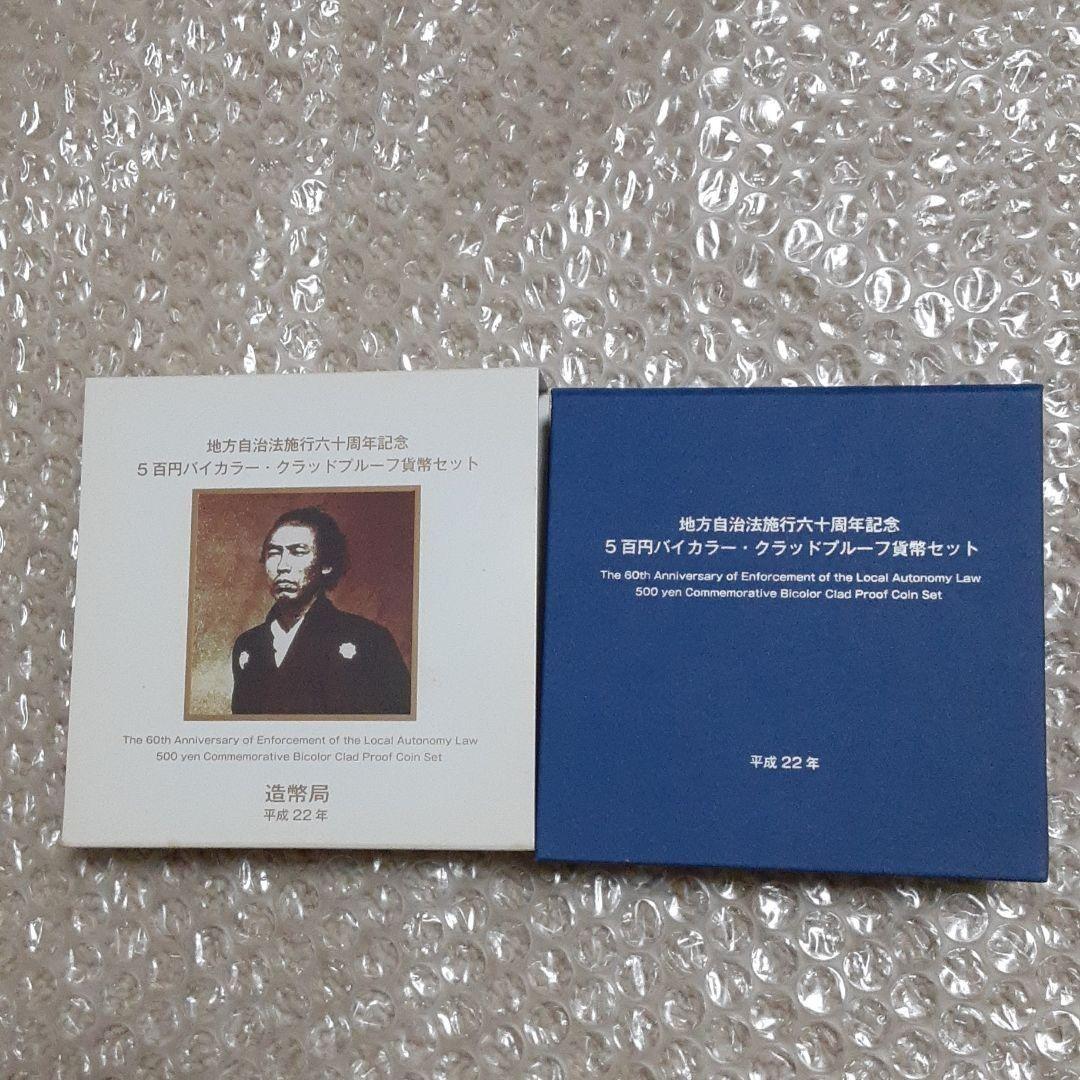 地方自治法施行六十周年記念
5百円バイカラー・クラッドプルーフ貨幣セット
The 60th Anniversary of Enforcement of the Local Autonomy Law
500 yen Commemorative Bicolor Clad Proof Coin Set
造幣局
平成22年
地方自治法施行六十周年記念
5百円バイカラー・クラッドプルーフ貨幣セット
The 60th Anniversary of Enforcement of the Local Autonomy Law
500 yen Commemorative Bicolor Clad Proof Coin Set
平成22年